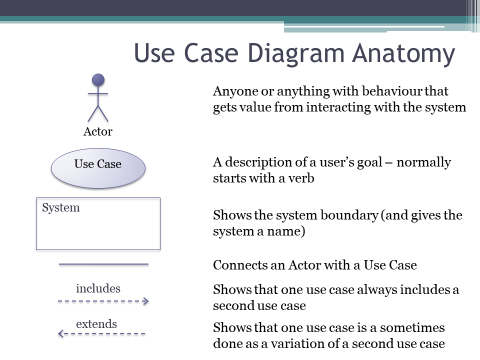 Use Case Diagram Anatomy
Anyone or anything with behaviour that
gets value from interacting with the system
Actor
Use Case
A description of a user's goal – normally
starts with a verb
System
Shows the system boundary (and gives the
system a name)
Connects an Actor with a Use Case
includes
Shows that one use case always includes a
second use case
extends
Shows that one use case is a sometimes
done as a variation of a second use case